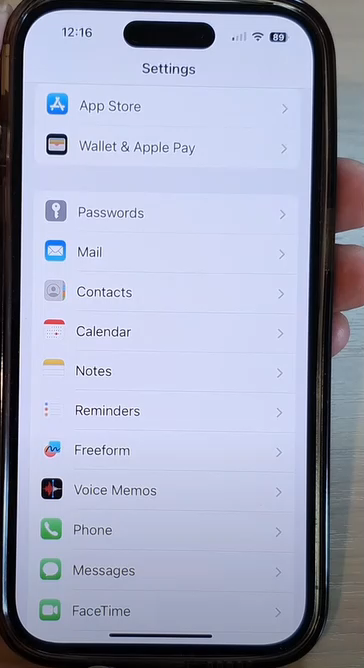 12:16
89
Settings
App Store
Wallet & Apple Pay
Passwords
Mail
Contacts
Calendar
Notes
Reminders
Freeform
Voice Memos
Phone
Messages
FaceTime